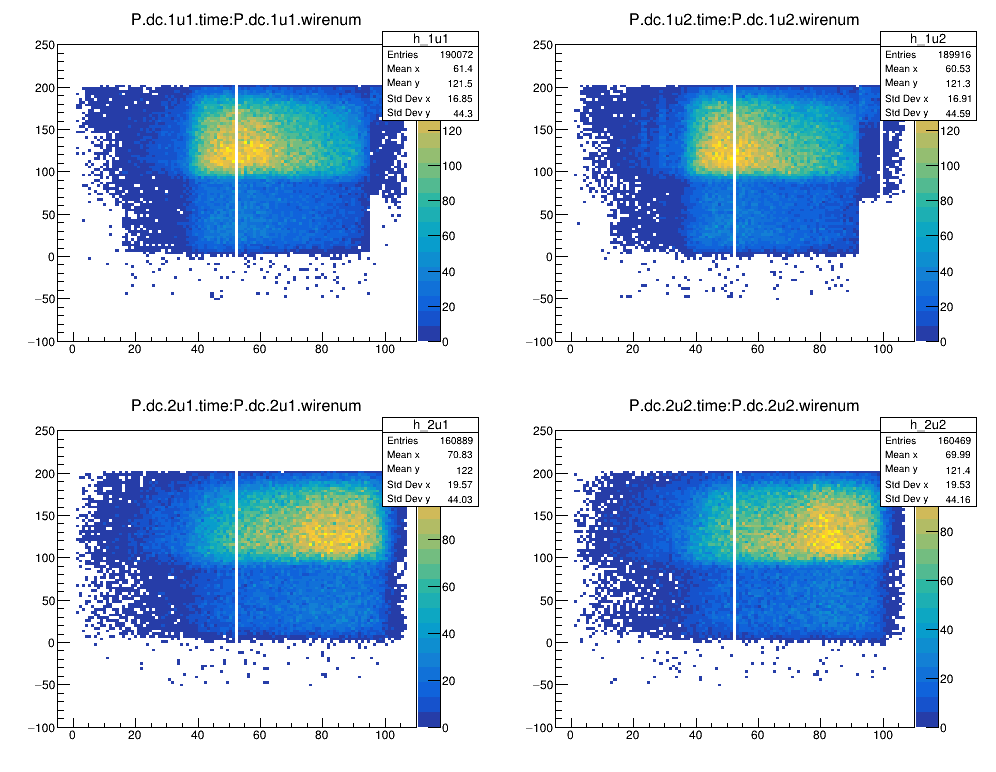 P.dc.1u1.time:P.dc.1u1.wirenum
h_1u1
Entries 190072
Mean x 61.4
Mean y 121.5
Std Dev x 16.85
Std Dev y 44.3
250
200
150
100
50
0
−50
−100
0 20 40 60 80 100
120
100
80
60
40
20
0
P.dc.1u2.time:P.dc.1u2.wirenum
h_1u2
Entries 189916
Mean x 60.53
Mean y 121.3
Std Dev x 16.91
Std Dev y 44.59
250
200
150
100
50
0
−50
−100
0 20 40 60 80 100
120
100
80
60
40
20
0
P.dc.2u1.time:P.dc.2u1.wirenum
h_2u1
Entries 160889
Mean x 70.83
Mean y 122
Std Dev x 19.57
Std Dev y 44.03
250
200
150
100
50
0
−50
−100
0 20 40 60 80 100
80
60
40
20
0
P.dc.2u2.time:P.dc.2u2.wirenum
h_2u2
Entries 160469
Mean x 69.99
Mean y 121.4
Std Dev x 19.53
Std Dev y 44.16
250
200
150
100
50
0
−50
−100
0 20 40 60 80 100
80
60
40
20
0